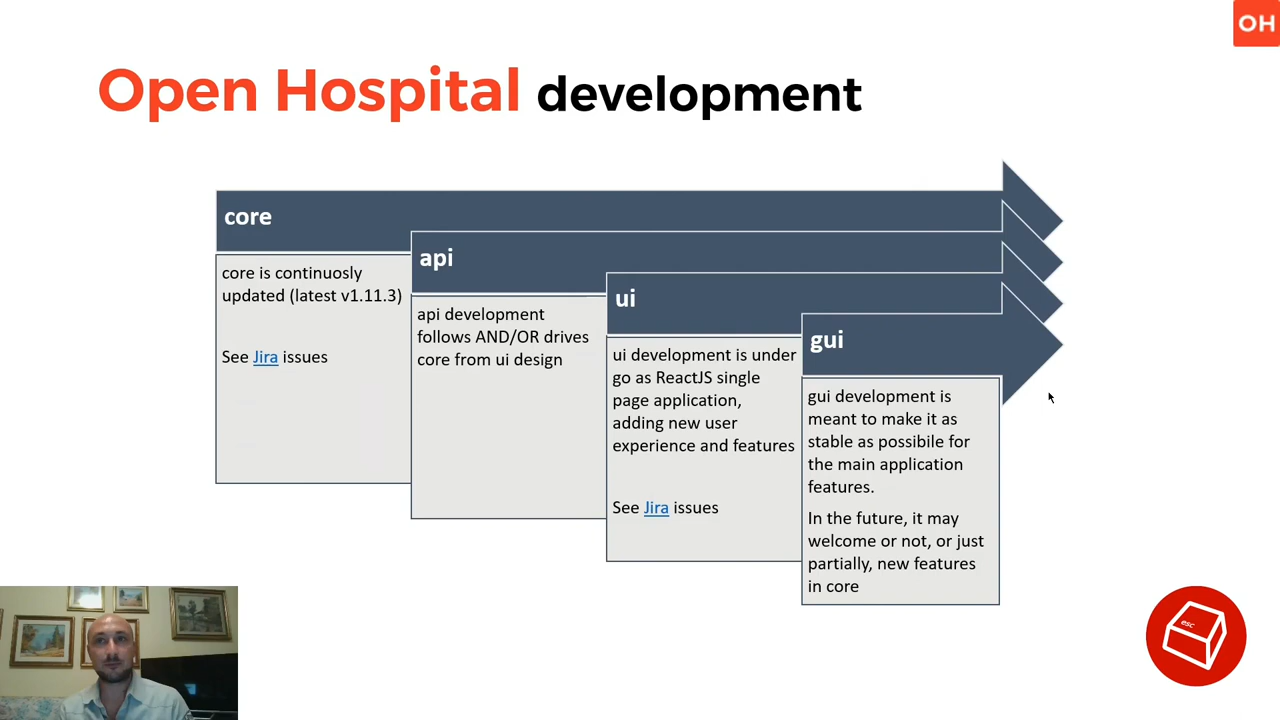 OH
Open Hospital development
core
core is continuosly
updated (latest v1.11.3)
See Jira issues
api
api development
follows AND/OR drives
core from ui design
ui
ui development is under
go as ReactJS single
page application,
adding new user
experience and features
See Jira issues
gui
gui development is
meant to make it as
stable as possibile for
the main application
features.
In the future, it may
welcome or not, or just
partially, new features
in core
esc